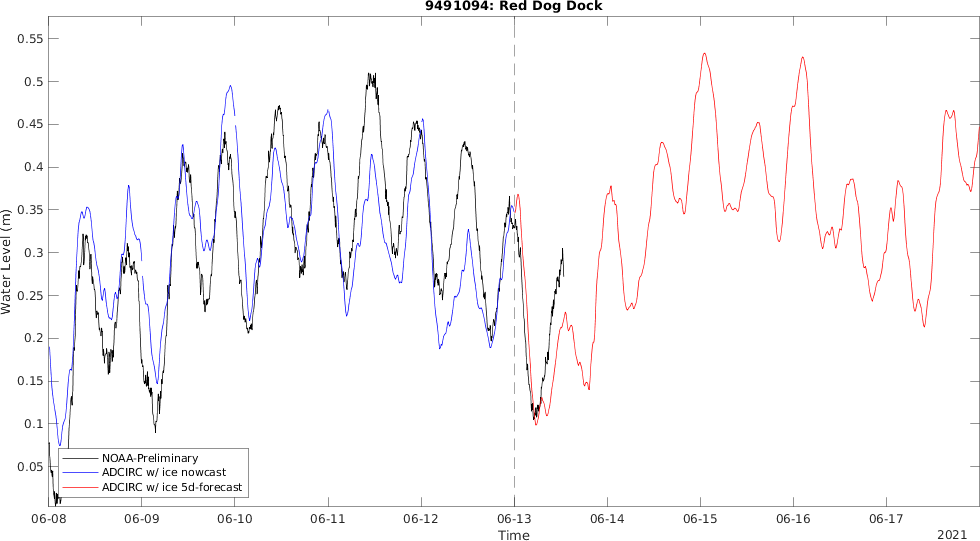 9491094: Red Dog Dock
0.55
0.5
0.45
0.4
0.35
0.3
0.25
0.2
0.15
0.1
0.05
Water Level (m)
NOAA-Preliminary
ADCIRC w/ ice nowcast
ADCIRC w/ ice 5d-forecast
06-08 06-09 06-10 06-11 06-12 06-13 06-14 06-15 06-16 06-17
Time
2021